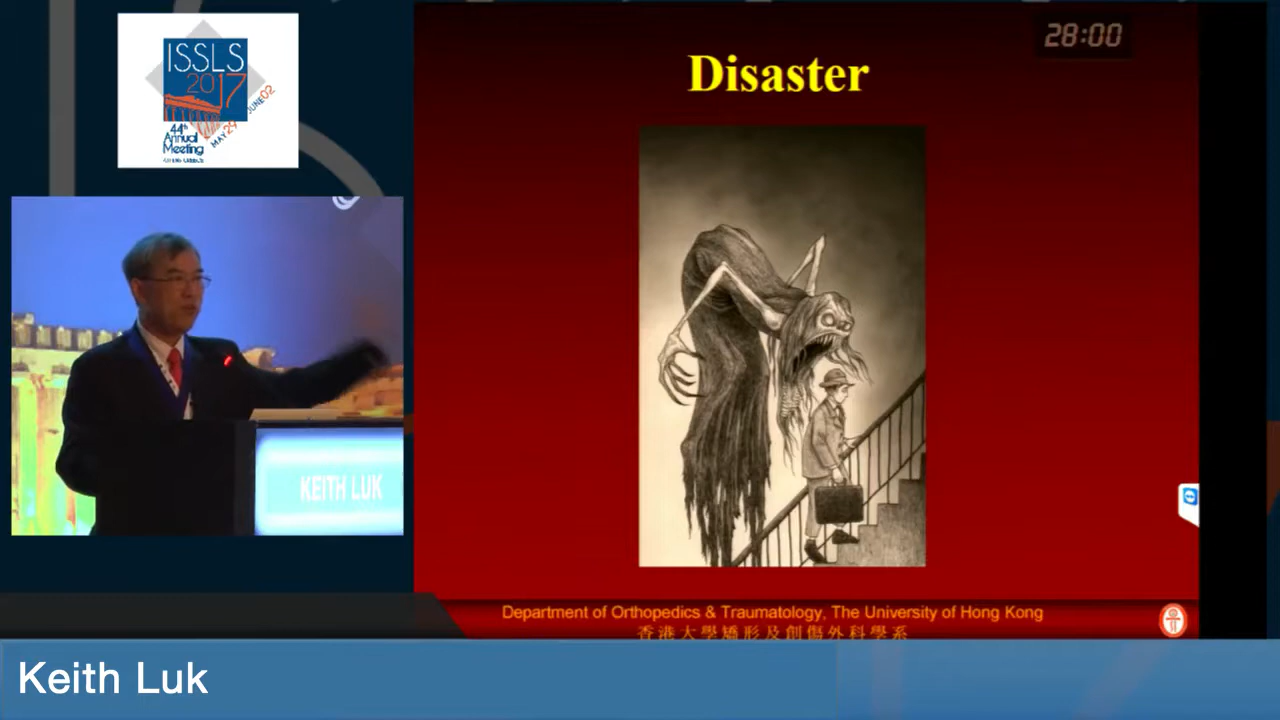 ISSLS
2017
44th
Annual
Meeting
28:00
Disaster
KEITH LUK
Department of Orthopedics & Traumatology, The University of Hong Kong
香港大學矯形及創傷外科學系
Keith Luk